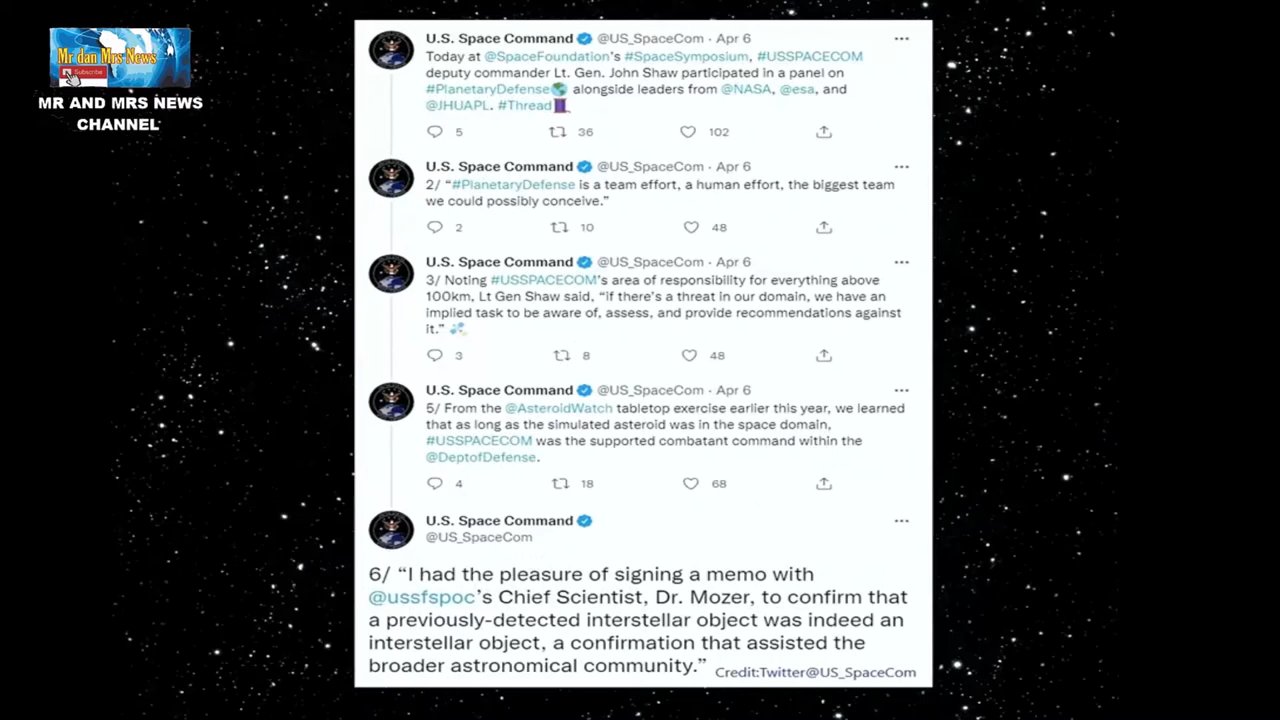 Mr dan Mrs News
Subscribe
MR AND MRS NEWS
CHANNEL
U.S. Space Command @US_SpaceCom · Apr 6
Today at @SpaceFoundation's #SpaceSymposium, #USSPACECOM
deputy commander Lt. Gen. John Shaw participated in a panel on
#PlanetaryDefense🌎 alongside leaders from @NASA, @esa, and
@JHUAPL. #Thread🧵
5 36 102
U.S. Space Command @US_SpaceCom · Apr 6
2/ “#PlanetaryDefense is a team effort, a human effort, the biggest team
we could possibly conceive.”
2 10 48
U.S. Space Command @US_SpaceCom · Apr 6
3/ Noting #USSPACECOM's area of responsibility for everything above
100km, Lt Gen Shaw said, “if there's a threat in our domain, we have an
implied task to be aware of, assess, and provide recommendations against
it.”
3 8 48
U.S. Space Command @US_SpaceCom · Apr 6
5/ From the @AsteroidWatch tabletop exercise earlier this year, we learned
that as long as the simulated asteroid was in the space domain,
#USSPACECOM was the supported combatant command within the
@DeptofDefense.
4 18 68
U.S. Space Command
@US_SpaceCom
6/ “I had the pleasure of signing a memo with
@ussfspoc's Chief Scientist, Dr. Mozer, to confirm that
a previously-detected interstellar object was indeed an
interstellar object, a confirmation that assisted the
broader astronomical community.”
Credit:Twitter@US_SpaceCom